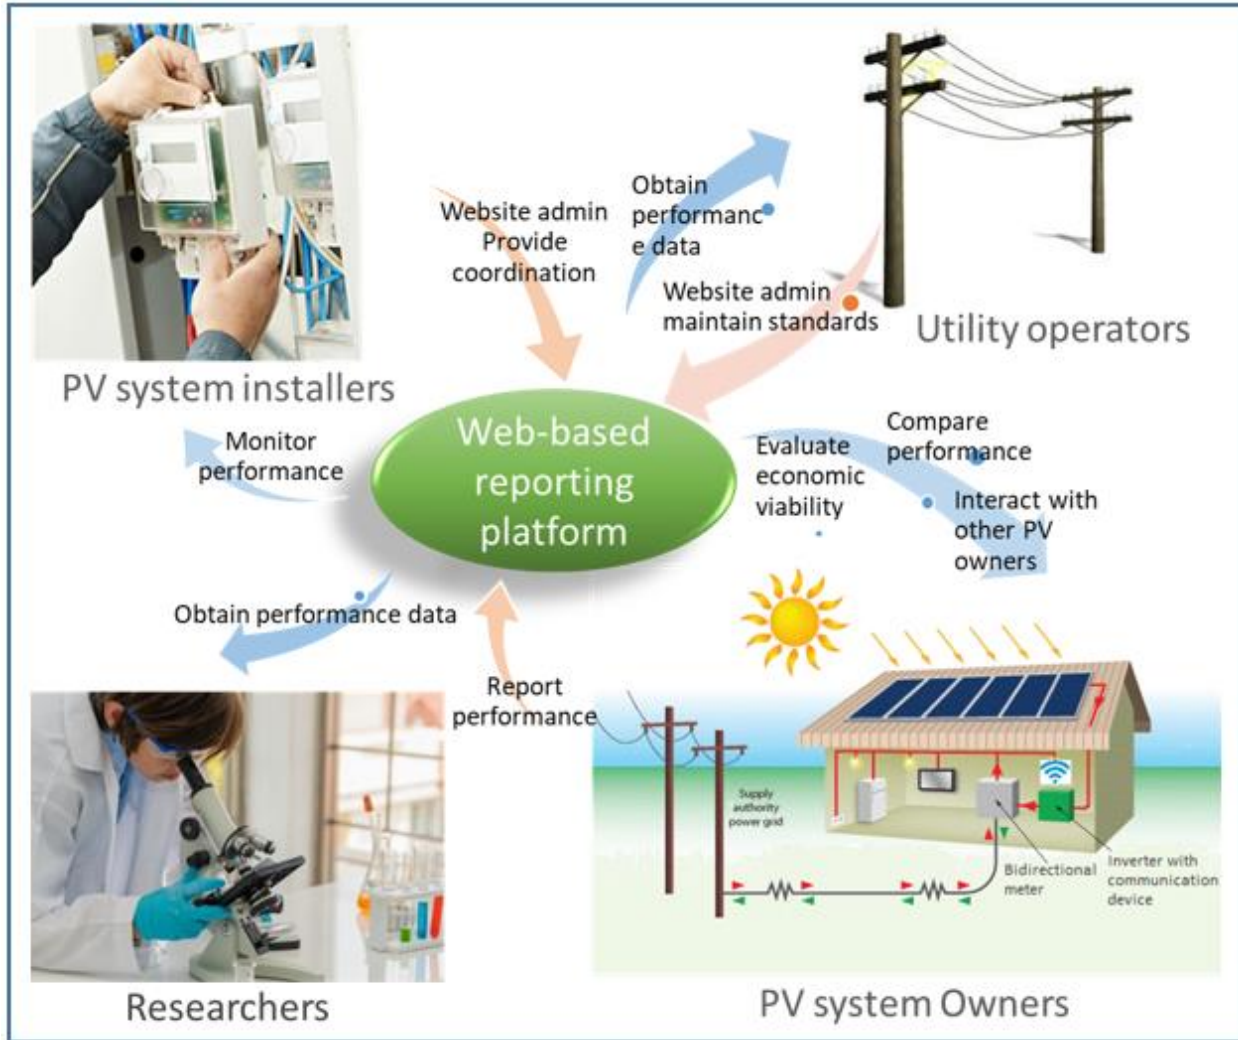 Website admin
Provide
coordination
Obtain
performanc
e data
Website admin
maintain standards
Utility operators
PV system installers
Monitor
performance
Web-based
reporting
platform
Evaluate
economic
viability
Compare
performance
Interact with
other PV
owners
Obtain performance data
Report
performance
Supply
authority
power grid
Bidirectional
meter
Inverter with
communication
device
Researchers
PV system Owners